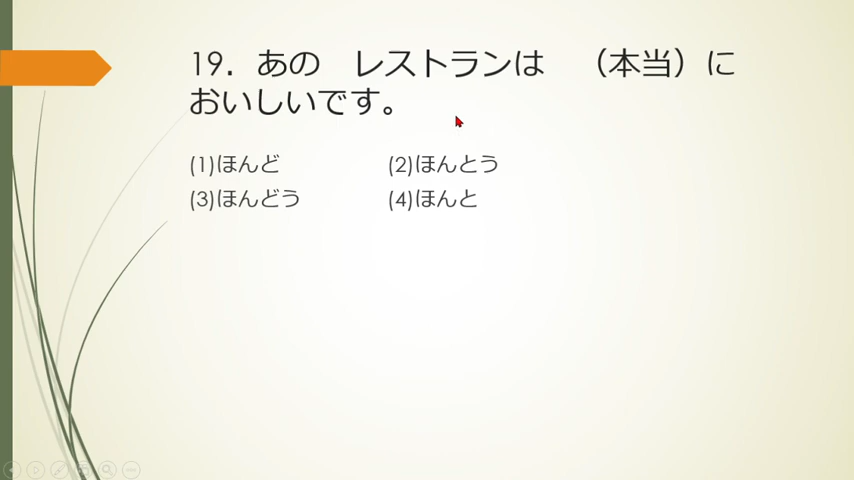 19．あの　レストランは　（本当）に
おいしいです。
(1)ほんど　(2)ほんとう
(3)ほんどう　(4)ほんと